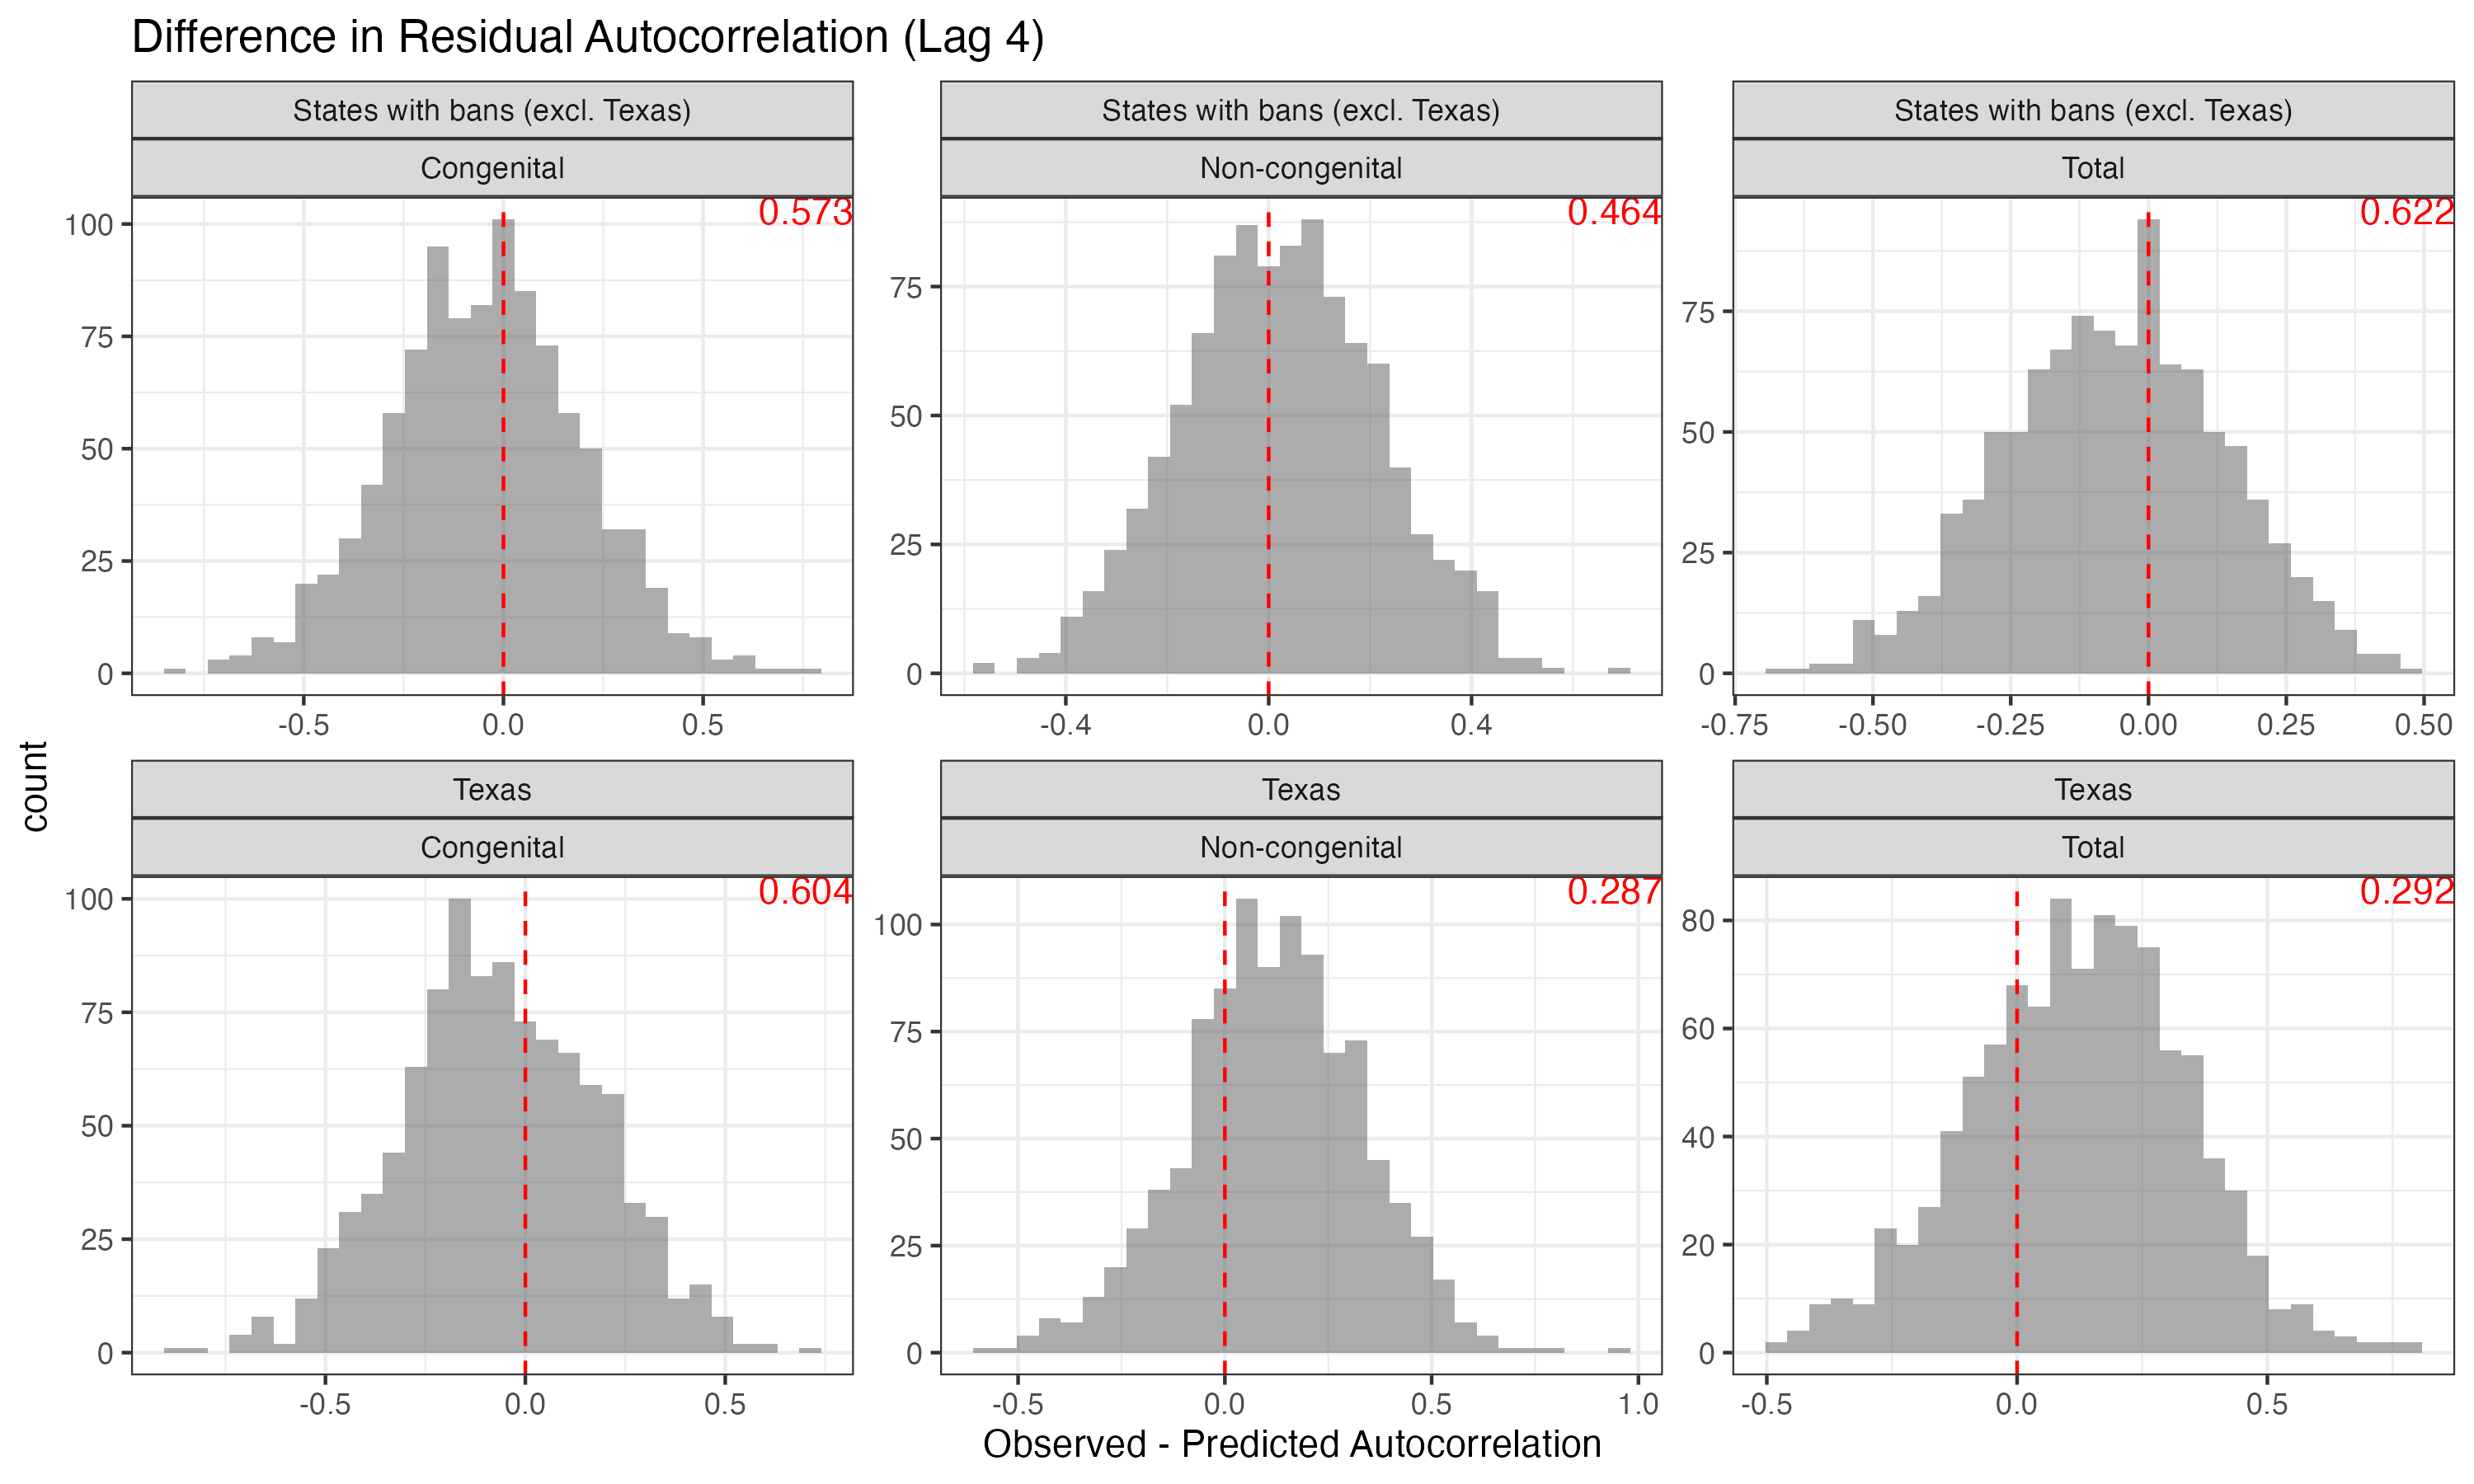 Difference in Residual Autocorrelation (Lag 4)
States with bans (excl. Texas)
Congenital
0.573
100
75
50
25
0
-0.5 0.0 0.5
States with bans (excl. Texas)
Non-congenital
0.464
75
50
25
0
-0.4 0.0 0.4
States with bans (excl. Texas)
Total
0.622
75
50
25
0
-0.75 -0.50 -0.25 0.00 0.25 0.50
count
Texas
Congenital
0.604
100
75
50
25
0
-0.5 0.0 0.5
Texas
Non-congenital
0.287
100
75
50
25
0
-0.5 0.0 0.5 1.0
Texas
Total
0.292
80
60
40
20
0
-0.5 0.0 0.5
Observed - Predicted Autocorrelation